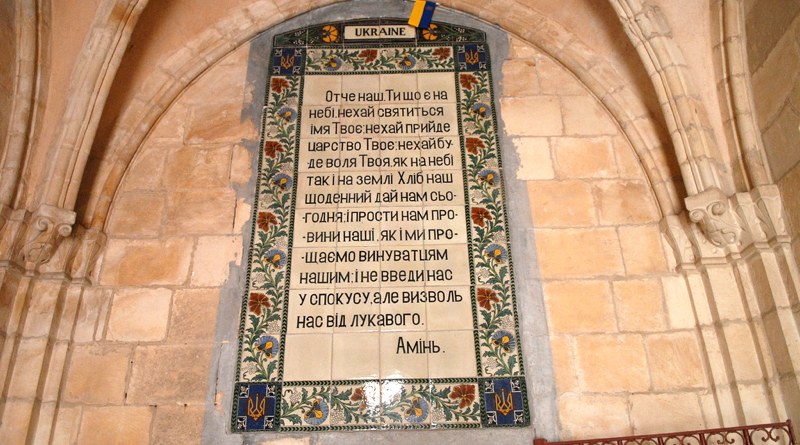 UKRAINE
Отче наш, Ти що є на
небі, нехай святиться
імя Твоє; нехай прийде
царство Твоє; нехай бу-
де воля Твоя, як на небі
так і на землі Хліб наш
щоденний дай нам сьо-
-годня; і прости нам про-
-вини наші, як і ми про-
-щаємо винуватцям
нашим; і не введи нас
у спокусу, але визволь
нас від лукавого.
Амінь.